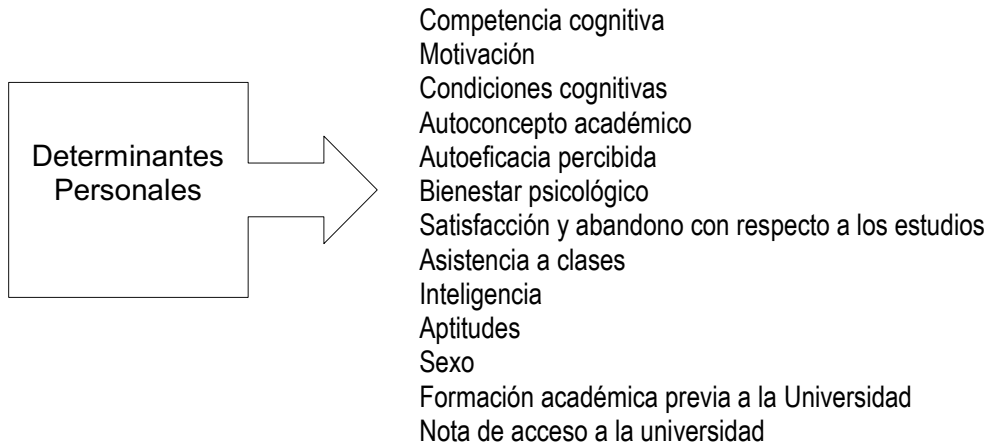 Determinantes
Personales
Competencia cognitiva
Motivación
Condiciones cognitivas
Autoconcepto académico
Autoeficacia percibida
Bienestar psicológico
Satisfacción y abandono con respecto a los estudios
Asistencia a clases
Inteligencia
Aptitudes
Sexo
Formación académica previa a la Universidad
Nota de acceso a la universidad